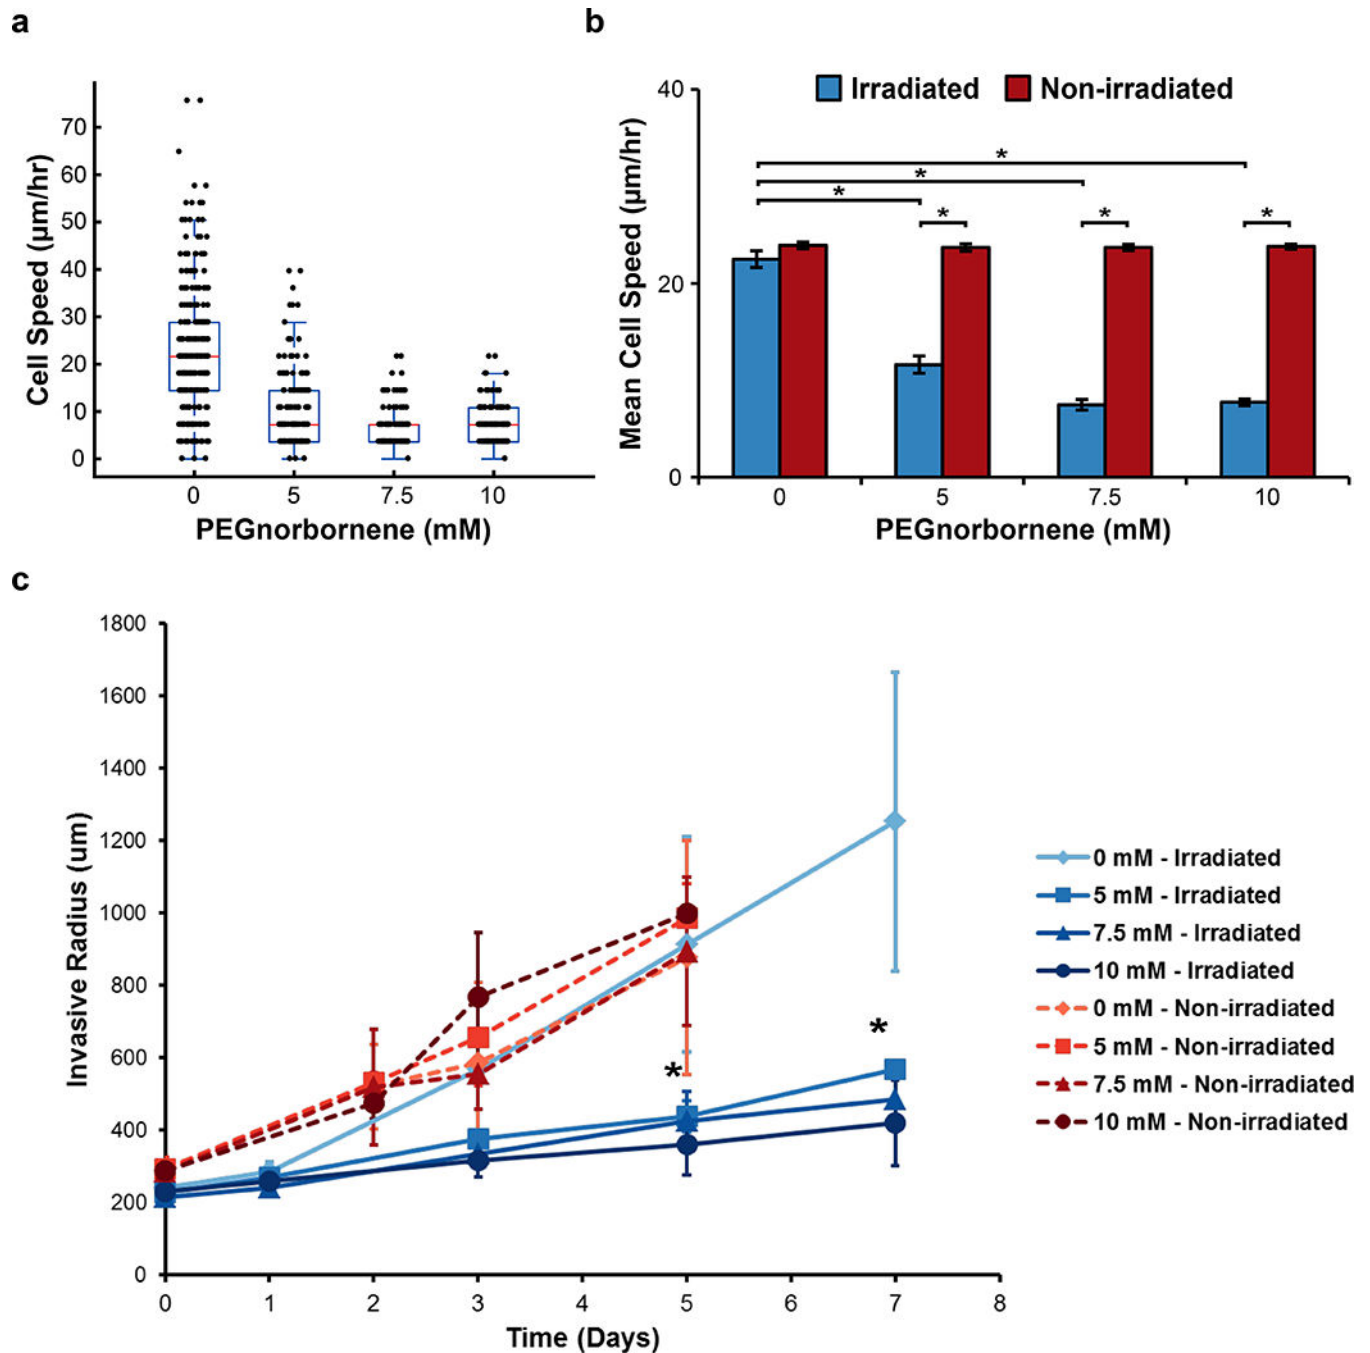 a
b
70
60
50
40
30
20
10
0
Cell Speed (µm/hr)
0 5 7.5 10
PEGnorbornene (mM)
Irradiated Non-irradiated
40
20
0
Mean Cell Speed (µm/hr)
*
*
*
* * *
0 5 7.5 10
PEGnorbornene (mM)
c
1800
1600
1400
1200
1000
800
600
400
200
0
Invasive Radius (um)
*
*
0 1 2 3 5 6 7 8
Time (Days)
0 mM - Irradiated
5 mM - Irradiated
7.5 mM - Irradiated
10 mM - Irradiated
0 mM - Non-irradiated
5 mM - Non-irradiated
7.5 mM - Non-irradiated
10 mM - Non-irradiated